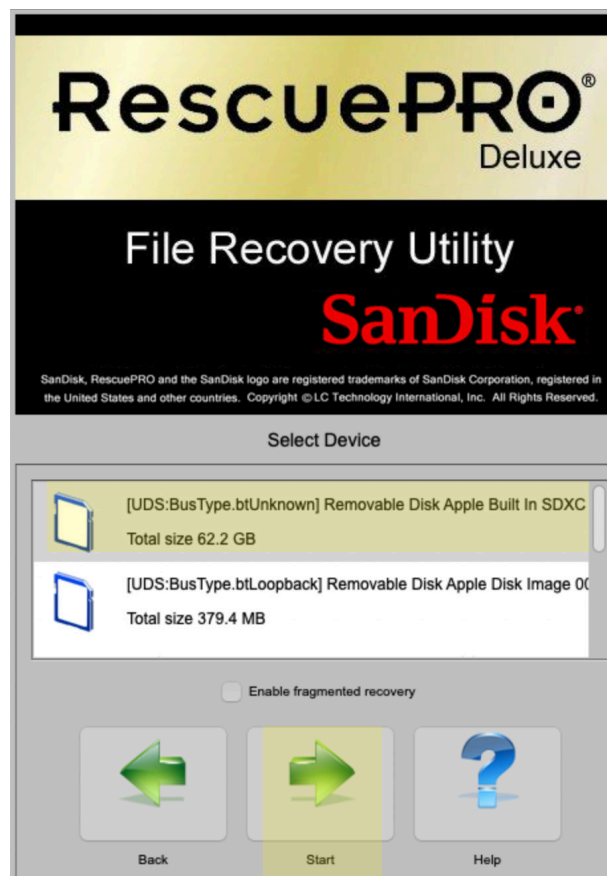 RescuePRO®
Deluxe
File Recovery Utility
SanDisk
SanDisk, RescuePRO and the SanDisk logo are registered trademarks of SanDisk Corporation, registered in
the United States and other countries. Copyright © LC Technology International, Inc. All Rights Reserved.
Select Device
[UDS:BusType.btUnknown] Removable Disk Apple Built In SDXC
Total size 62.2 GB
[UDS:BusType.btLoopback] Removable Disk Apple Disk Image 00
Total size 379.4 MB
Enable fragmented recovery
Back
Start
Help